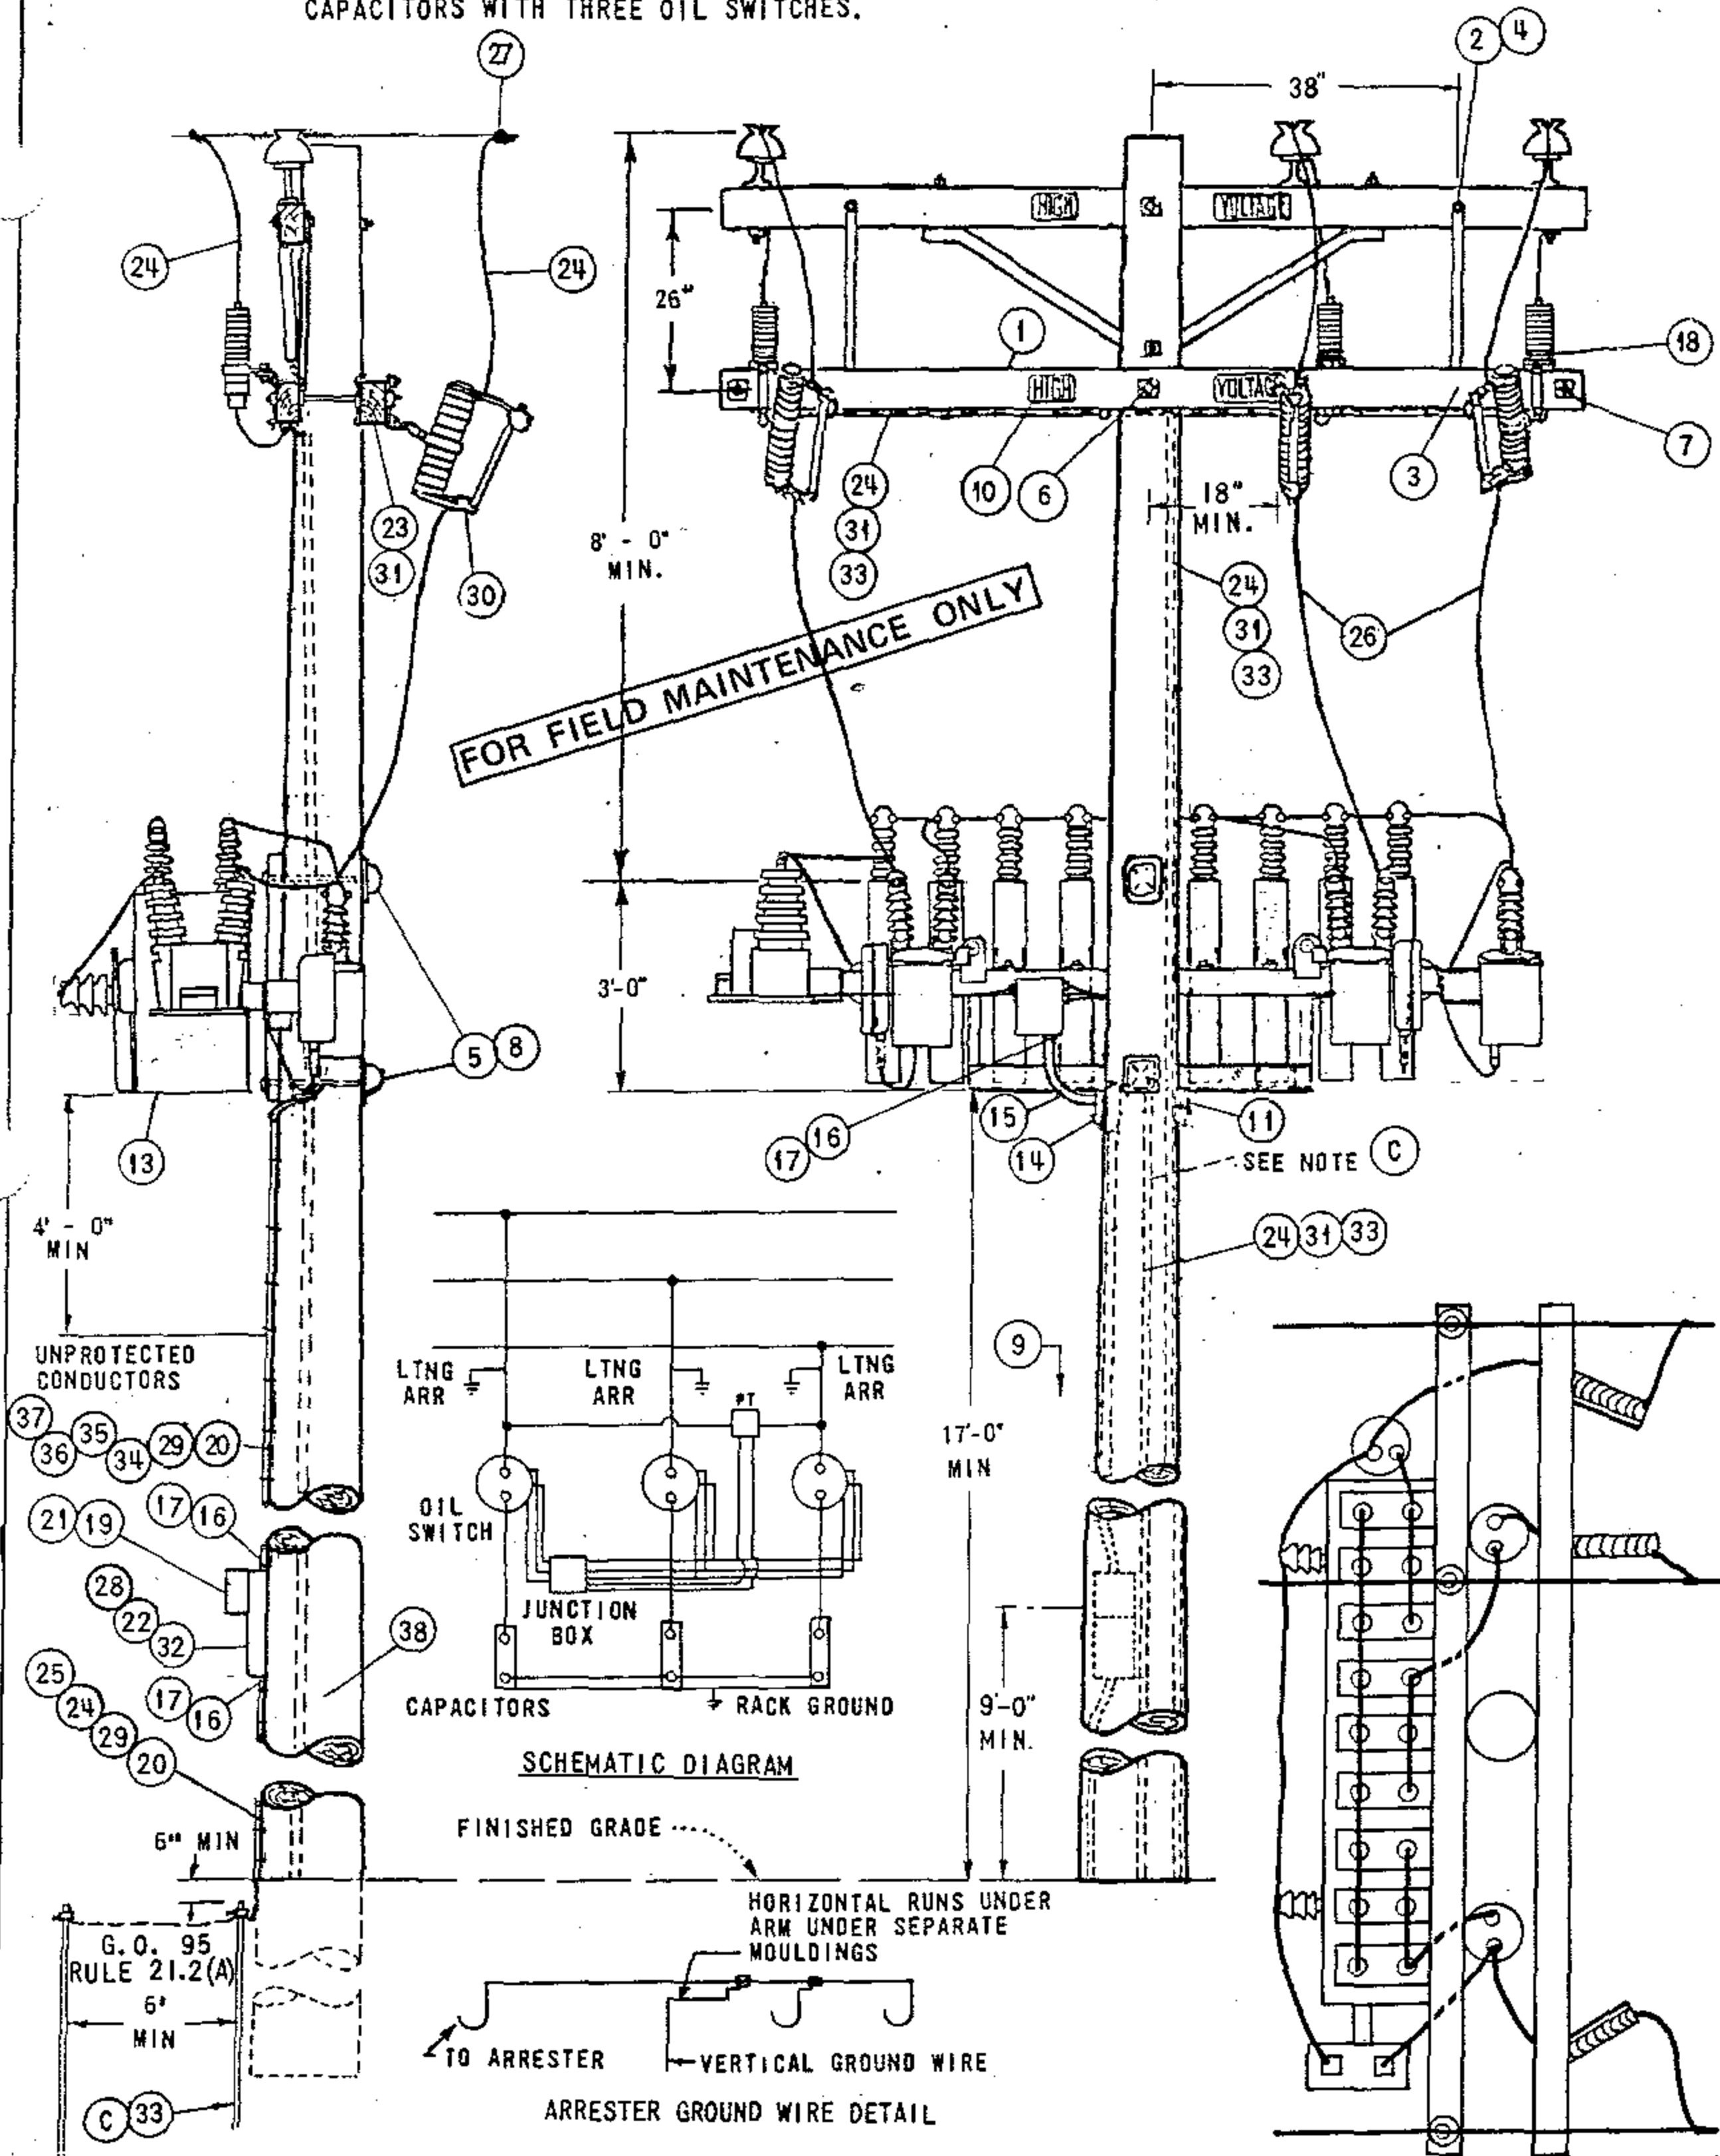 CAPACITORS WITH THREE OIL SWITCHES.
27
2 4
38"
HIGH VOLTAGE
24
24
26"
1
18
HIGH VOLTAGE
7
3
24
31
33
10 6
18"
MIN.
23
31
30
8' - 0"
MIN.
24
31
33
26
FOR FIELD MAINTENANCE ONLY
3'-0"
5 8
13
17 16
15
14
11
SEE NOTE C
4' - 0"
MIN
24 31 33
9
UNPROTECTED
CONDUCTORS
37 36 35 34 29 20
LTNG
ARR
LTNG
ARR
LTNG
ARR
PT
17'-0"
MIN
OIL
SWITCH
17 16
21 19
28
22
32
38
JUNCTION
BOX
25
24
29
20
17
16
CAPACITORS
RACK GROUND
9'-0"
MIN.
SCHEMATIC DIAGRAM
6" MIN
FINISHED GRADE
HORIZONTAL RUNS UNDER
ARM UNDER SEPARATE
MOULDINGS
G.O. 95
RULE 21.2(A)
6'
MIN
TO ARRESTER
VERTICAL GROUND WIRE
C 33
ARRESTER GROUND WIRE DETAIL